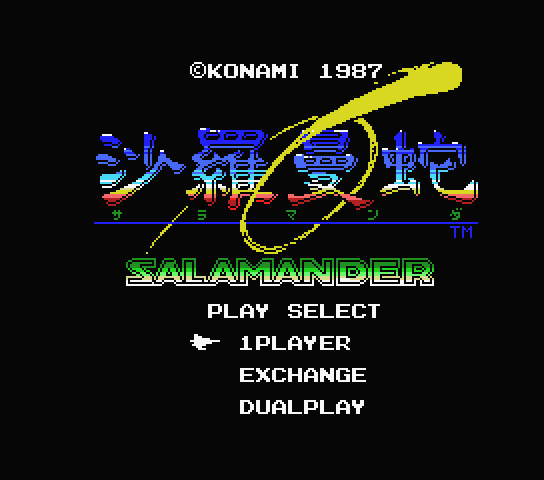 ©KONAMI 1987
沙羅曼蛇
サラマンダ
TM
SALAMANDER
PLAY SELECT
1PLAYER
EXCHANGE
DUALPLAY